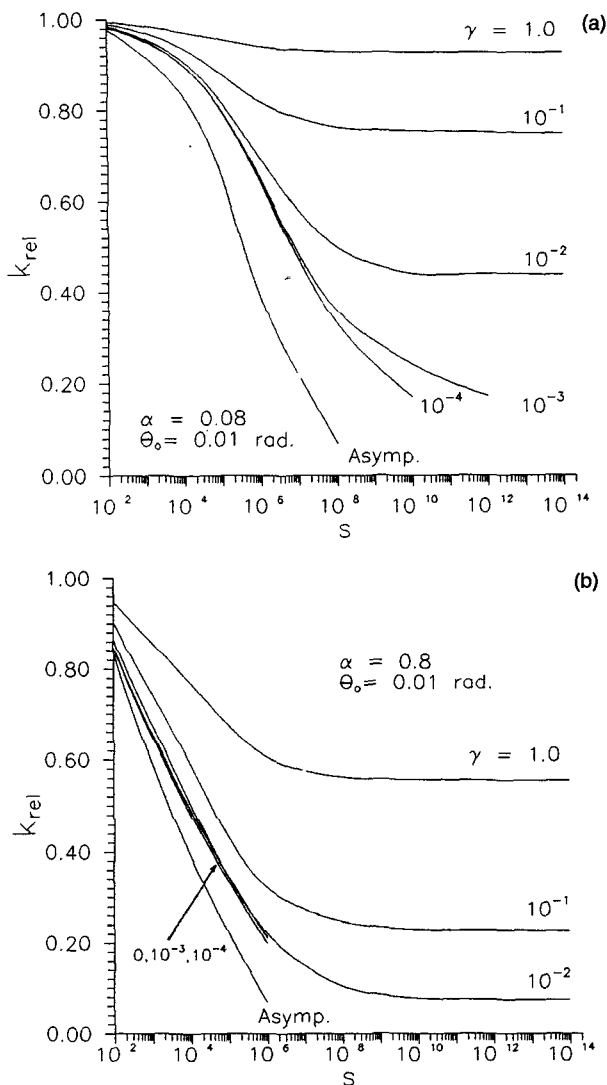 (a)
1.00
0.80
0.60
0.40
0.20
0.00
k_rel
γ = 1.0
10⁻¹
10⁻²
10⁻³
10⁻⁴
α = 0.08
Θ₀= 0.01 rad.
Asymp.
10² 10⁴ 10⁶ 10⁸ 10¹⁰ 10¹² 10¹⁴
S
(b)
1.00
0.80
0.60
0.40
0.20
0.00
k_rel
α = 0.8
Θ₀= 0.01 rad.
γ = 1.0
10⁻¹
10⁻²
0,10⁻³,10⁻⁴
Asymp.
10² 10⁴ 10⁶ 10⁸ 10¹⁰ 10¹² 10¹⁴
S